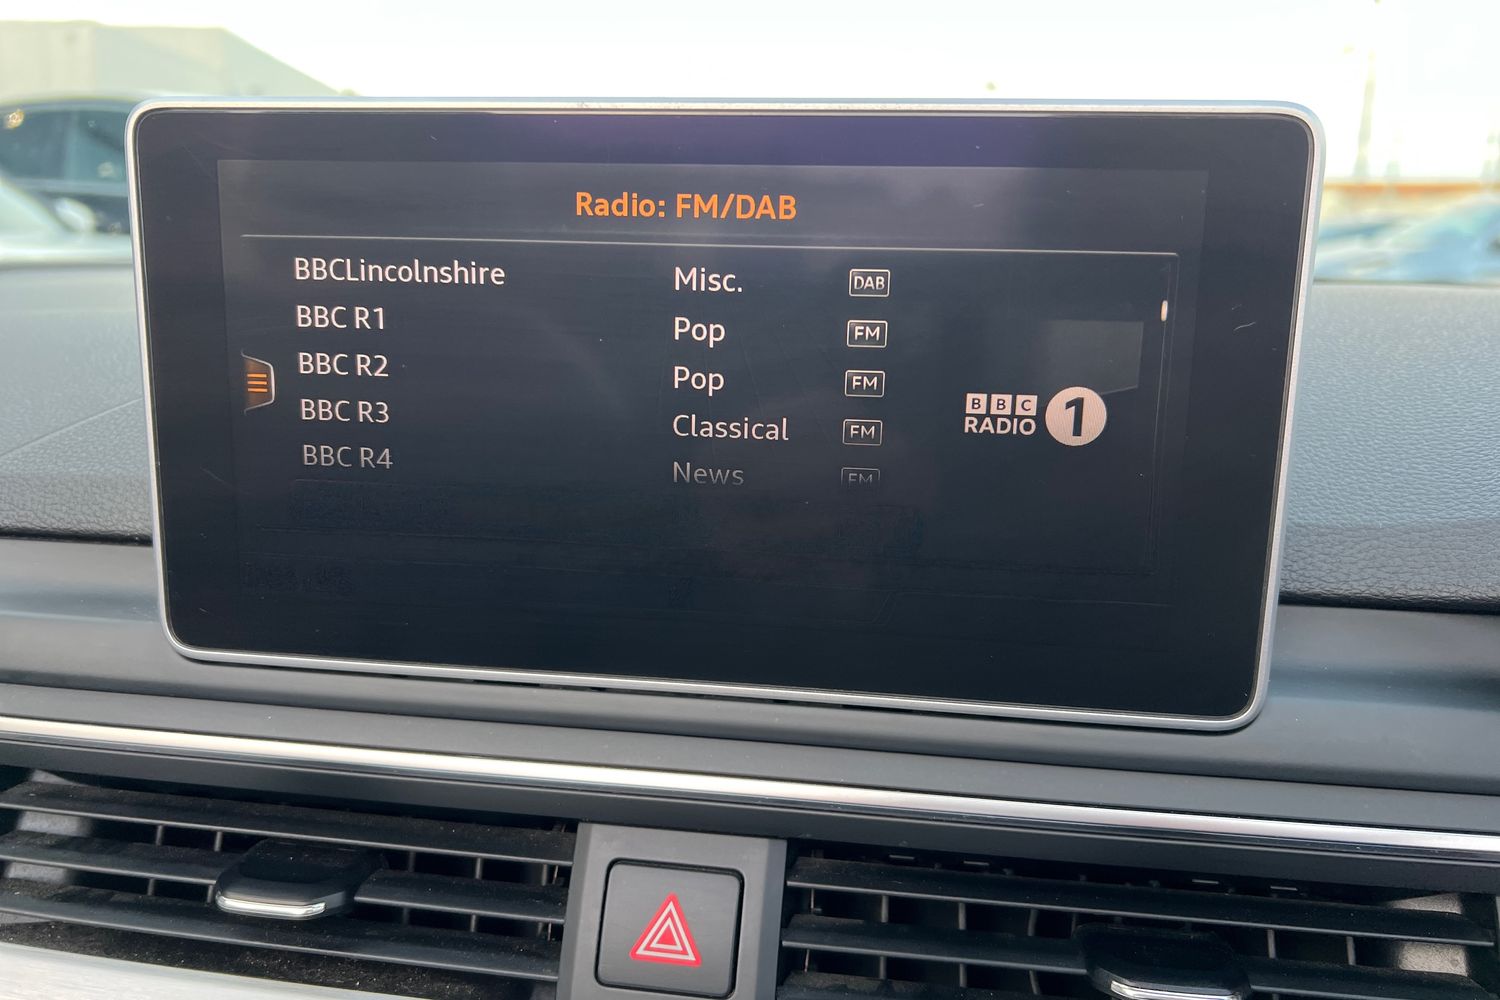 Radio: FM/DAB
BBCLincolnshire Misc. DAB
BBC R1 Pop FM
BBC R2 Pop FM
BBC R3 Classical FM
BBC R4 News FM
BBC
RADIO 1